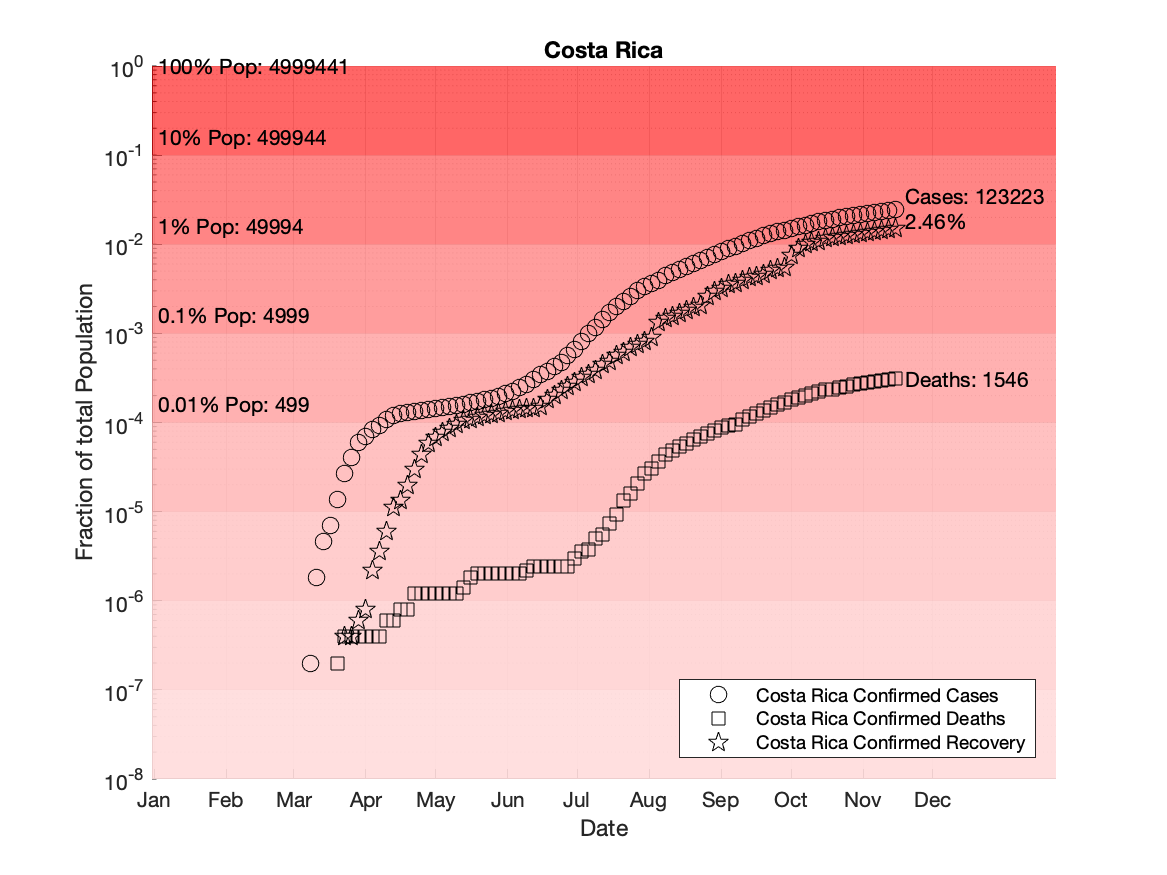 Costa Rica
10^0
100% Pop: 4999441
10% Pop: 499944
10^-1
Cases: 123223
2.46%
1% Pop: 49994
10^-2
0.1% Pop: 4999
10^-3
Deaths: 1546
0.01% Pop: 499
10^-4
10^-5
10^-6
10^-7
10^-8
Fraction of total Population
Costa Rica Confirmed Cases
Costa Rica Confirmed Deaths
Costa Rica Confirmed Recovery
Jan Feb Mar Apr May Jun Jul Aug Sep Oct Nov Dec
Date